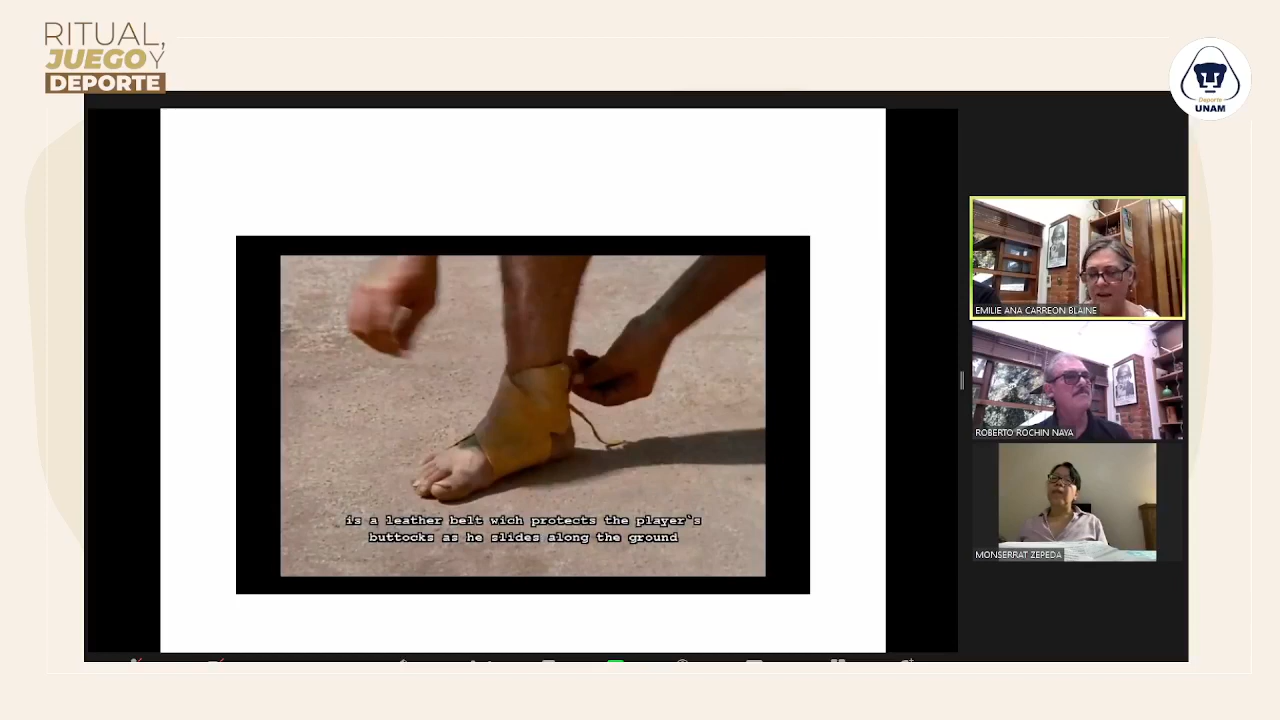 RITUAL,
JUEGO Y
DEPORTE
Deporte
UNAM
EMILIE ANA CARREON BLAINE
ROBERTO ROCHIN NAYA
MONSERRAT ZEPEDA
is a leather belt wich protects the player`s
buttocks as he slides along the ground